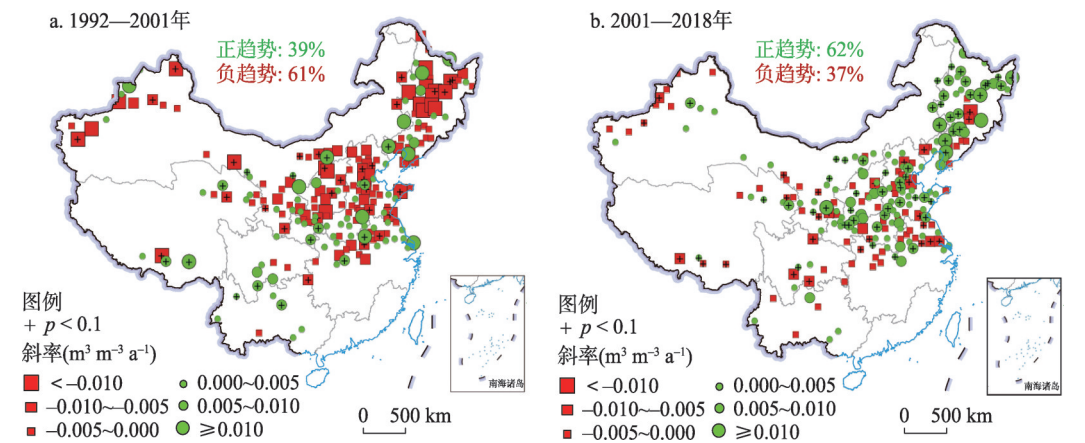 a. 1992—2001年
正趋势: 39%
负趋势: 61%
图例
+ p < 0.1
斜率(m³ m⁻³ a⁻¹)
< –0.010
–0.010~–0.005
–0.005~0.000
0.000~0.005
0.005~0.010
≥0.010
0 500 km
南海诸岛
b. 2001—2018年
正趋势: 62%
负趋势: 37%
图例
+ p < 0.1
斜率(m³ m⁻³ a⁻¹)
< –0.010
–0.010~–0.005
–0.005~0.000
0.000~0.005
0.005~0.010
≥0.010
0 500 km
南海诸岛